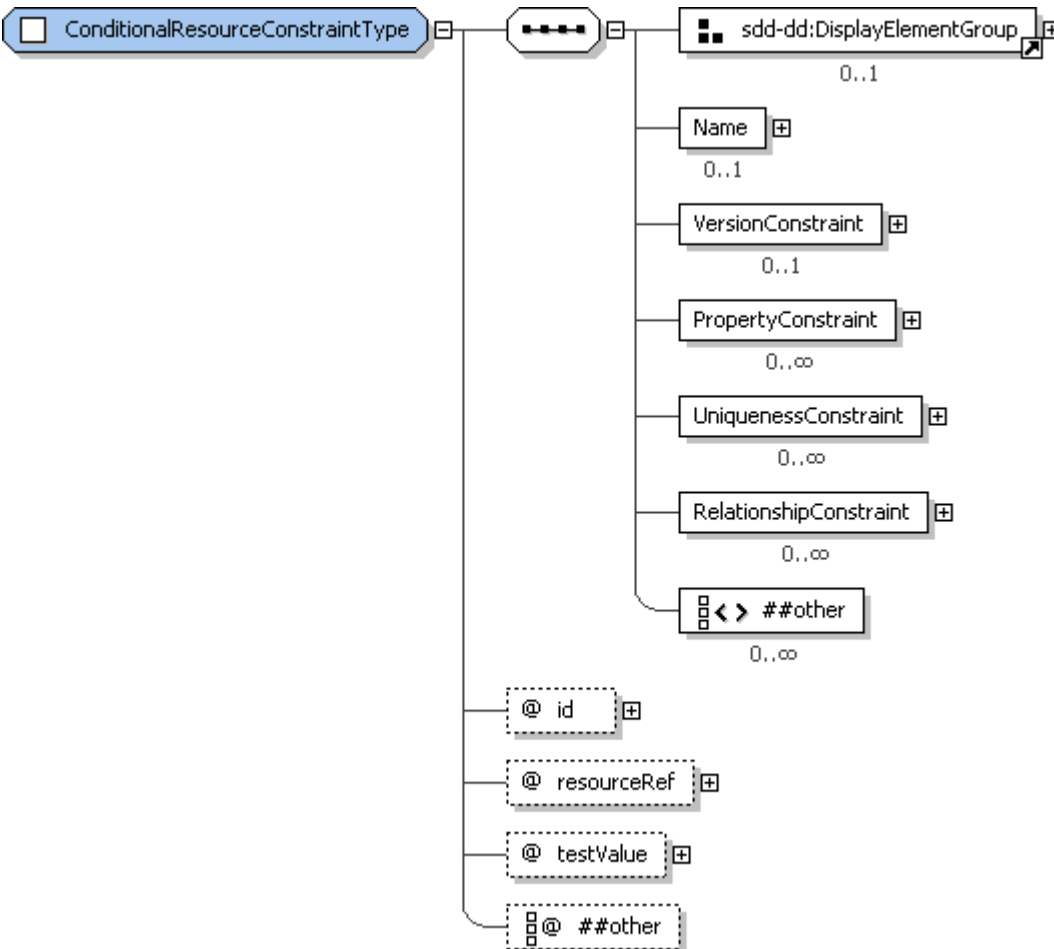 ConditionalResourceConstraintType
sdd-dd:DisplayElementGroup
0..1
Name
0..1
VersionConstraint
0..1
PropertyConstraint
0..∞
UniquenessConstraint
0..∞
RelationshipConstraint
0..∞
##other
0..∞
@ id
@ resourceRef
@ testValue
@ ##other